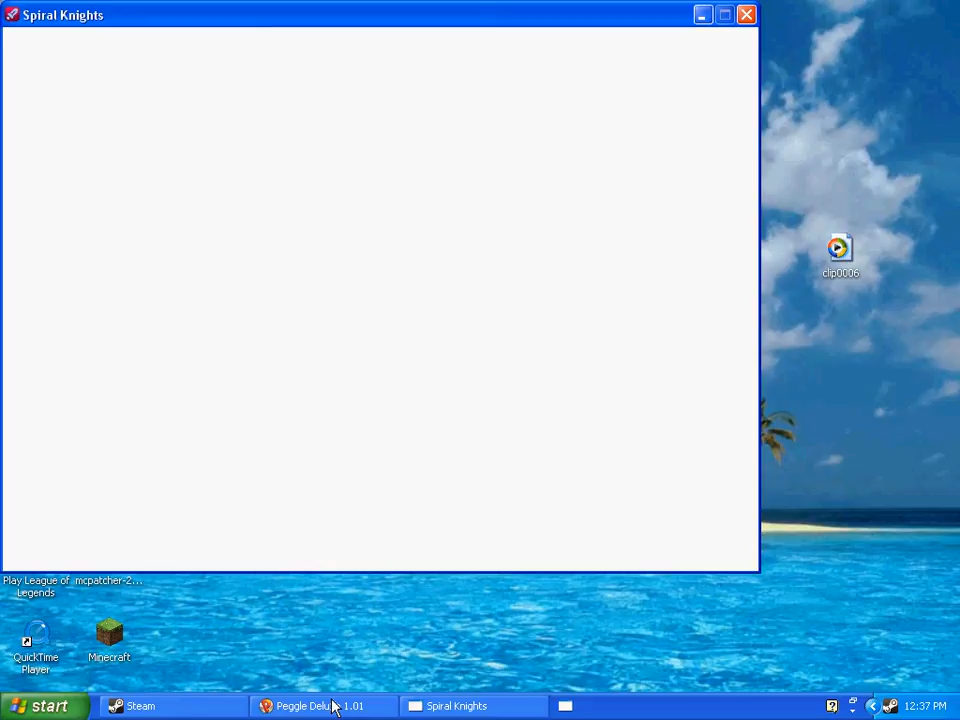 Spiral Knights
clip0006
Play League of Legends
mcpatcher-2...
QuickTime Player
Minecraft
start
Steam
Peggle Delu 1.01
Spiral Knights
12:37 PM